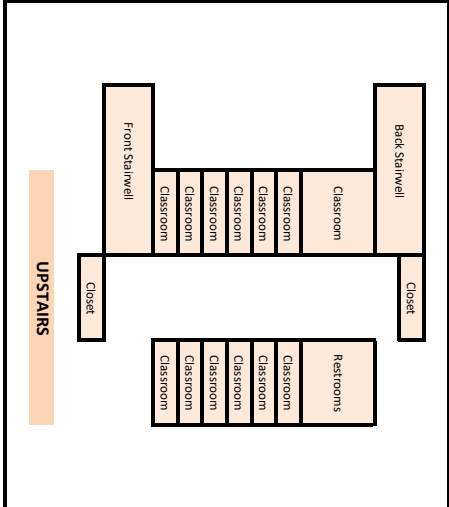 UPSTAIRS
Front Stairwell
Classroom
Classroom
Classroom
Classroom
Classroom
Classroom
Classroom
Back Stairwell
Closet
Closet
Classroom
Classroom
Classroom
Classroom
Classroom
Classroom
Restrooms